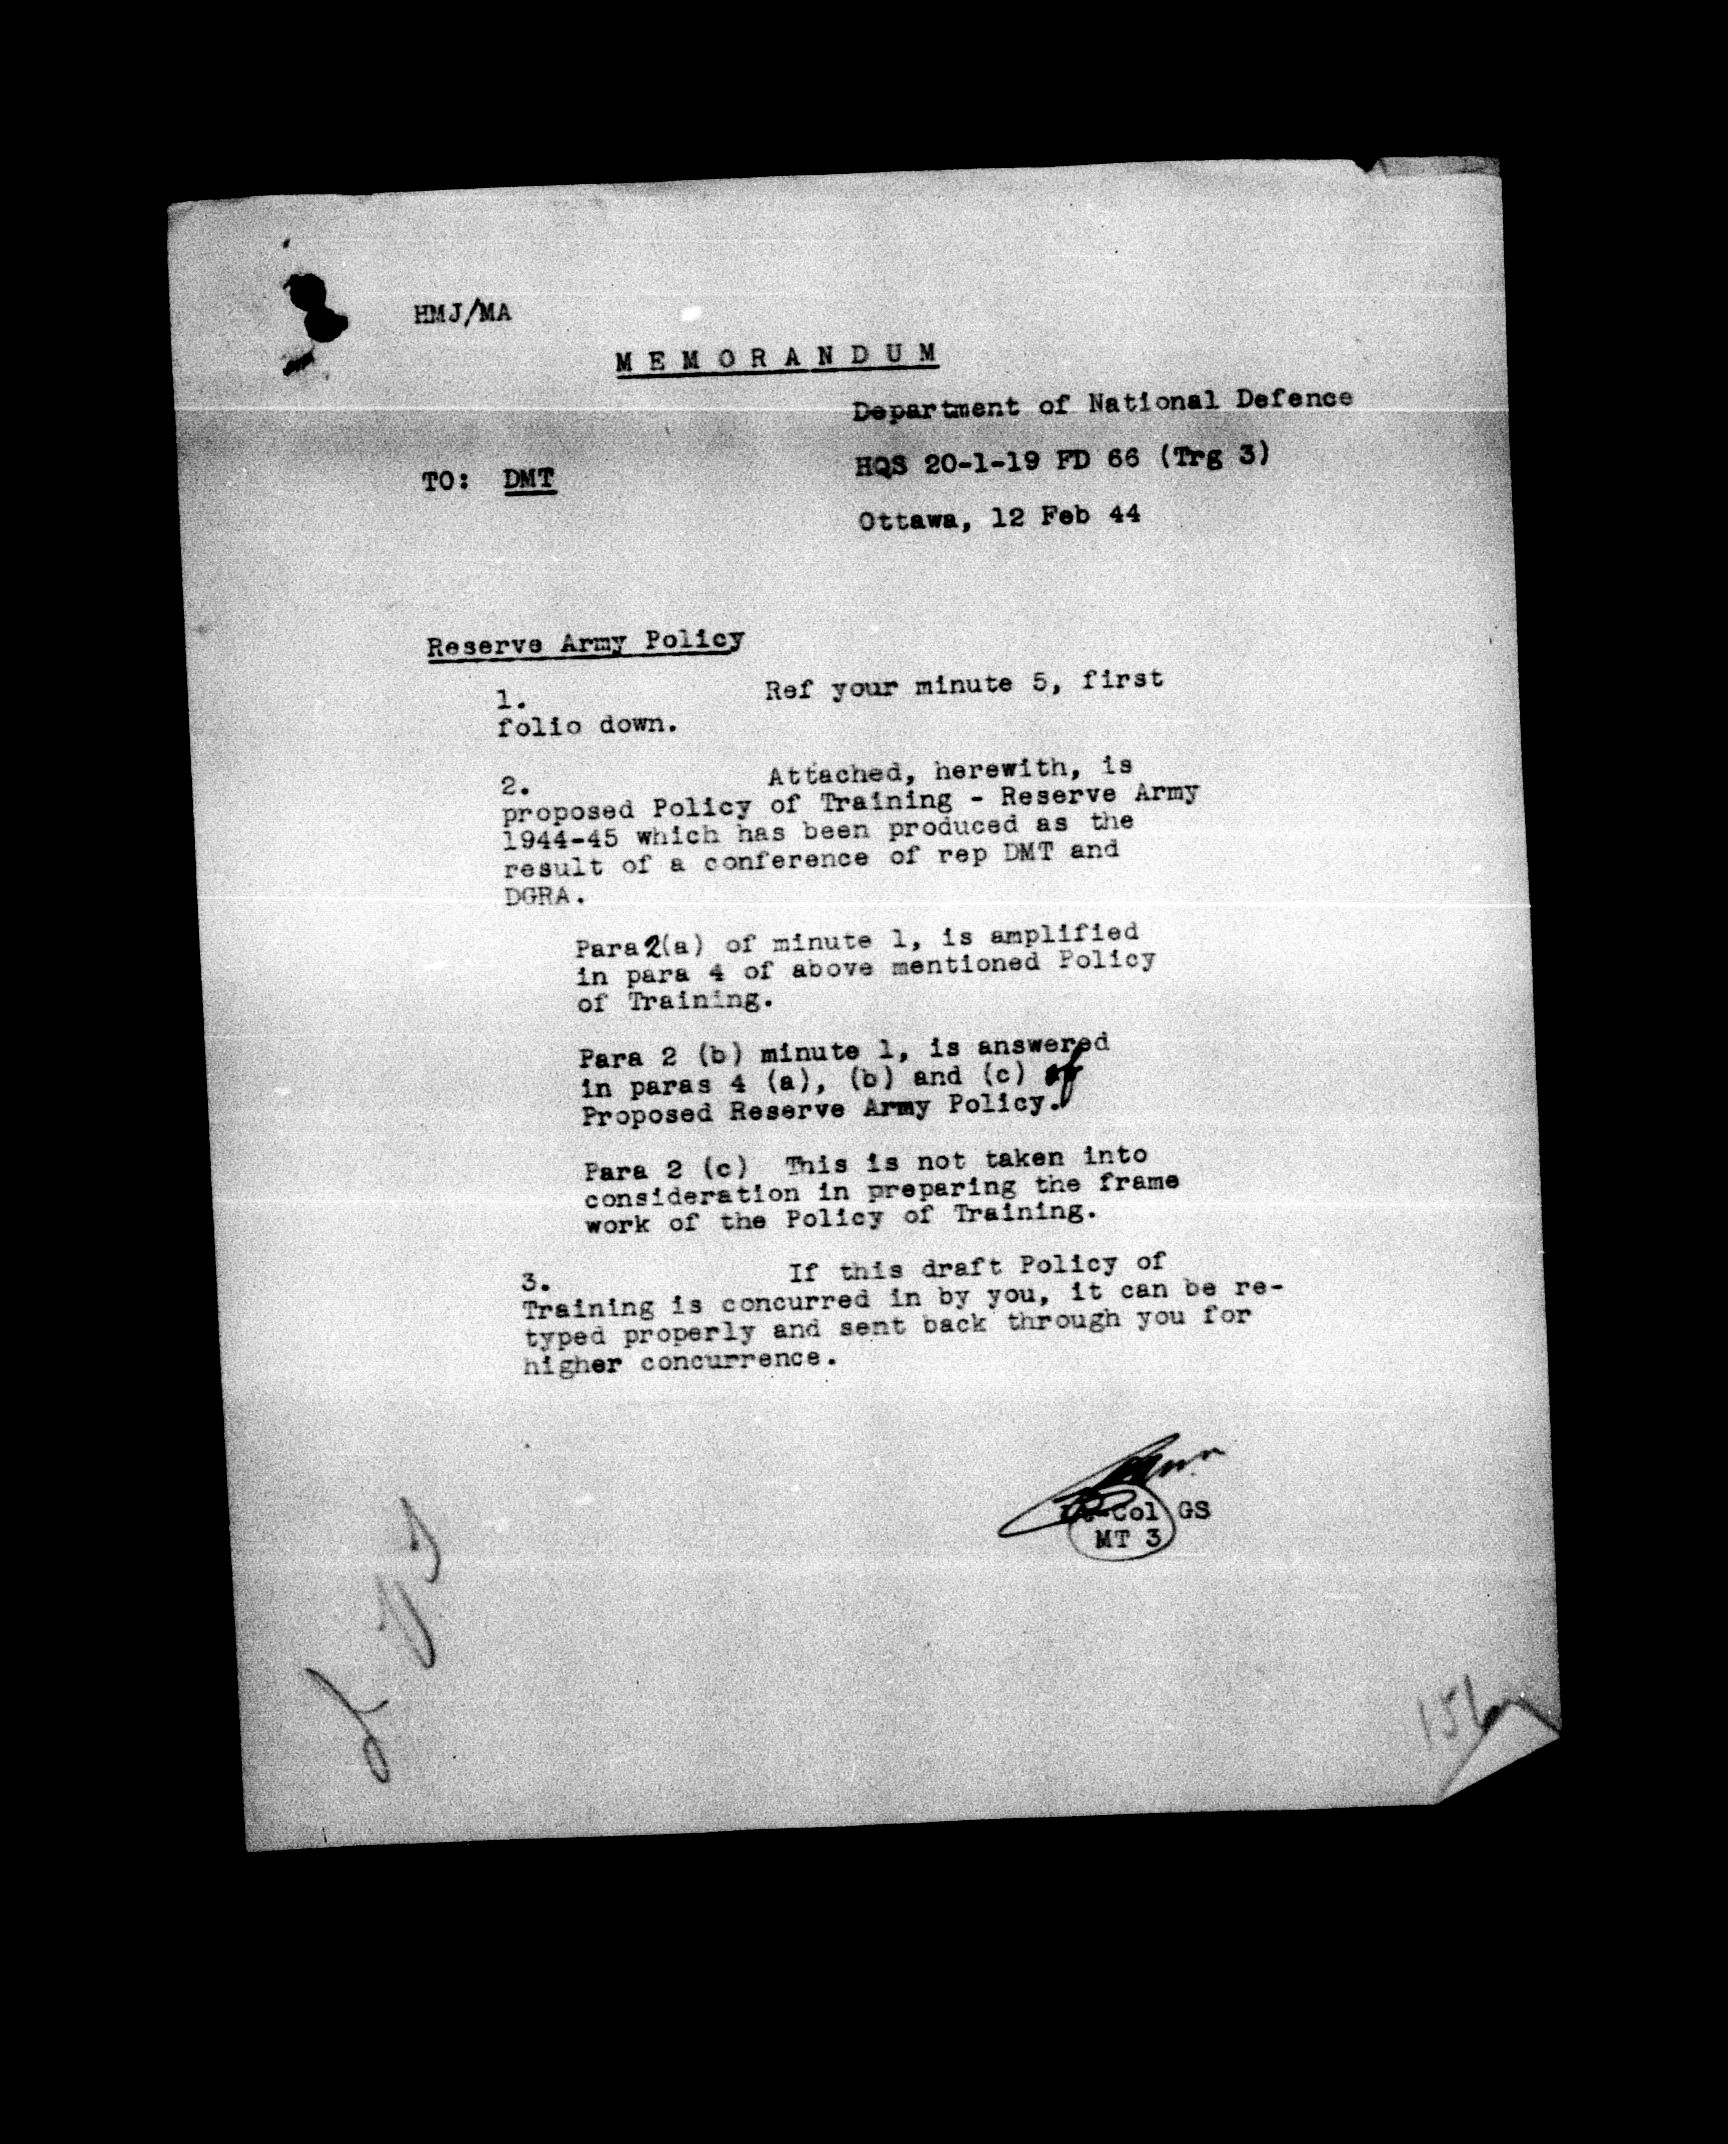 HMJ/MA
M E M O R A N D U M
Department of National Defence
HQS 20-1-19 FD 66 (Trg 3)
TO: DMT
Ottawa, 12 Feb 44
Reserve Army Policy
1. Ref your minute 5, first
folio down.
2. Attached, herewith, is
proposed Policy of Training - Reserve Army
1944-45 which has been produced as the
result of a conference of rep DMT and
DGRA.
Para 2(a) of minute 1, is amplified
in para 4 of above mentioned Policy
of Training.
Para 2 (b) minute 1, is answered
in paras 4 (a), (b) and (c) of
Proposed Reserve Army Policy.
Para 2 (c) This is not taken into
consideration in preparing the frame
work of the Policy of Training.
3. If this draft Policy of
Training is concurred in by you, it can be re-
typed properly and sent back through you for
higher concurrence.
Lt-Col GS
MT 3